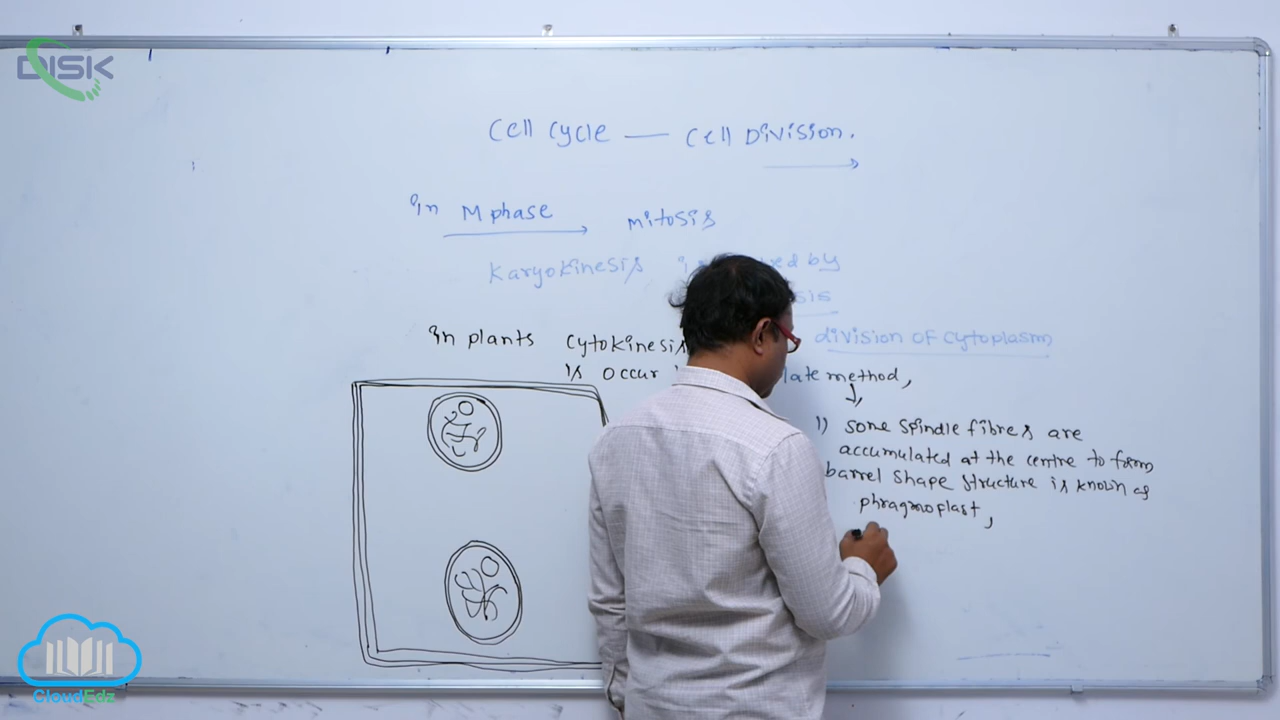 DISK
Cell cycle — Cell Division.
in M phase → mitosis
Karyokinesis by
sis
in plants cytokinesis division of cytoplasm
is occur late method,
1) some spindle fibres are
accumulated at the centre to form
barrel shape structure is known as
phragmoplast,
CloudEdz